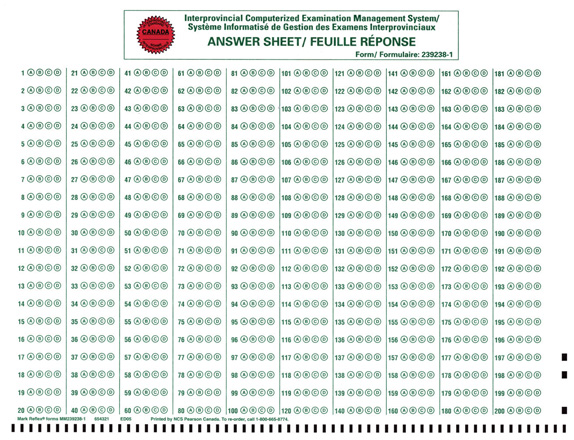 CANADA
Interprovincial Computerized Examination Management System/
Système Informatisé de Gestion des Examens Interprovinciaux
ANSWER SHEET/ FEUILLE RÉPONSE
Form/ Formulaire: 239238-1
1 A B C D 21 A B C D 41 A B C D 61 A B C D 81 A B C D 101 A B C D 121 A B C D 141 A B C D 161 A B C D 181 A B C D
2 A B C D 22 A B C D 42 A B C D 62 A B C D 82 A B C D 102 A B C D 122 A B C D 142 A B C D 162 A B C D 182 A B C D
3 A B C D 23 A B C D 43 A B C D 63 A B C D 83 A B C D 103 A B C D 123 A B C D 143 A B C D 163 A B C D 183 A B C D
4 A B C D 24 A B C D 44 A B C D 64 A B C D 84 A B C D 104 A B C D 124 A B C D 144 A B C D 164 A B C D 184 A B C D
5 A B C D 25 A B C D 45 A B C D 65 A B C D 85 A B C D 105 A B C D 125 A B C D 145 A B C D 165 A B C D 185 A B C D
6 A B C D 26 A B C D 46 A B C D 66 A B C D 86 A B C D 106 A B C D 126 A B C D 146 A B C D 166 A B C D 186 A B C D
7 A B C D 27 A B C D 47 A B C D 67 A B C D 87 A B C D 107 A B C D 127 A B C D 147 A B C D 167 A B C D 187 A B C D
8 A B C D 28 A B C D 48 A B C D 68 A B C D 88 A B C D 108 A B C D 128 A B C D 148 A B C D 168 A B C D 188 A B C D
9 A B C D 29 A B C D 49 A B C D 69 A B C D 89 A B C D 109 A B C D 129 A B C D 149 A B C D 169 A B C D 189 A B C D
10 A B C D 30 A B C D 50 A B C D 70 A B C D 90 A B C D 110 A B C D 130 A B C D 150 A B C D 170 A B C D 190 A B C D
11 A B C D 31 A B C D 51 A B C D 71 A B C D 91 A B C D 111 A B C D 131 A B C D 151 A B C D 171 A B C D 191 A B C D
12 A B C D 32 A B C D 52 A B C D 72 A B C D 92 A B C D 112 A B C D 132 A B C D 152 A B C D 172 A B C D 192 A B C D
13 A B C D 33 A B C D 53 A B C D 73 A B C D 93 A B C D 113 A B C D 133 A B C D 153 A B C D 173 A B C D 193 A B C D
14 A B C D 34 A B C D 54 A B C D 74 A B C D 94 A B C D 114 A B C D 134 A B C D 154 A B C D 174 A B C D 194 A B C D
15 A B C D 35 A B C D 55 A B C D 75 A B C D 95 A B C D 115 A B C D 135 A B C D 155 A B C D 175 A B C D 195 A B C D
16 A B C D 36 A B C D 56 A B C D 76 A B C D 96 A B C D 116 A B C D 136 A B C D 156 A B C D 176 A B C D 196 A B C D
17 A B C D 37 A B C D 57 A B C D 77 A B C D 97 A B C D 117 A B C D 137 A B C D 157 A B C D 177 A B C D 197 A B C D
18 A B C D 38 A B C D 58 A B C D 78 A B C D 98 A B C D 118 A B C D 138 A B C D 158 A B C D 178 A B C D 198 A B C D
19 A B C D 39 A B C D 59 A B C D 79 A B C D 99 A B C D 119 A B C D 139 A B C D 159 A B C D 179 A B C D 199 A B C D
20 A B C D 40 A B C D 60 A B C D 80 A B C D 100 A B C D 120 A B C D 140 A B C D 160 A B C D 180 A B C D 200 A B C D
Mark Reflex® forms MM239238-1 654321 ED05 Printed by NCS Pearson Canada. To re-order, call 1-800-665-8774.